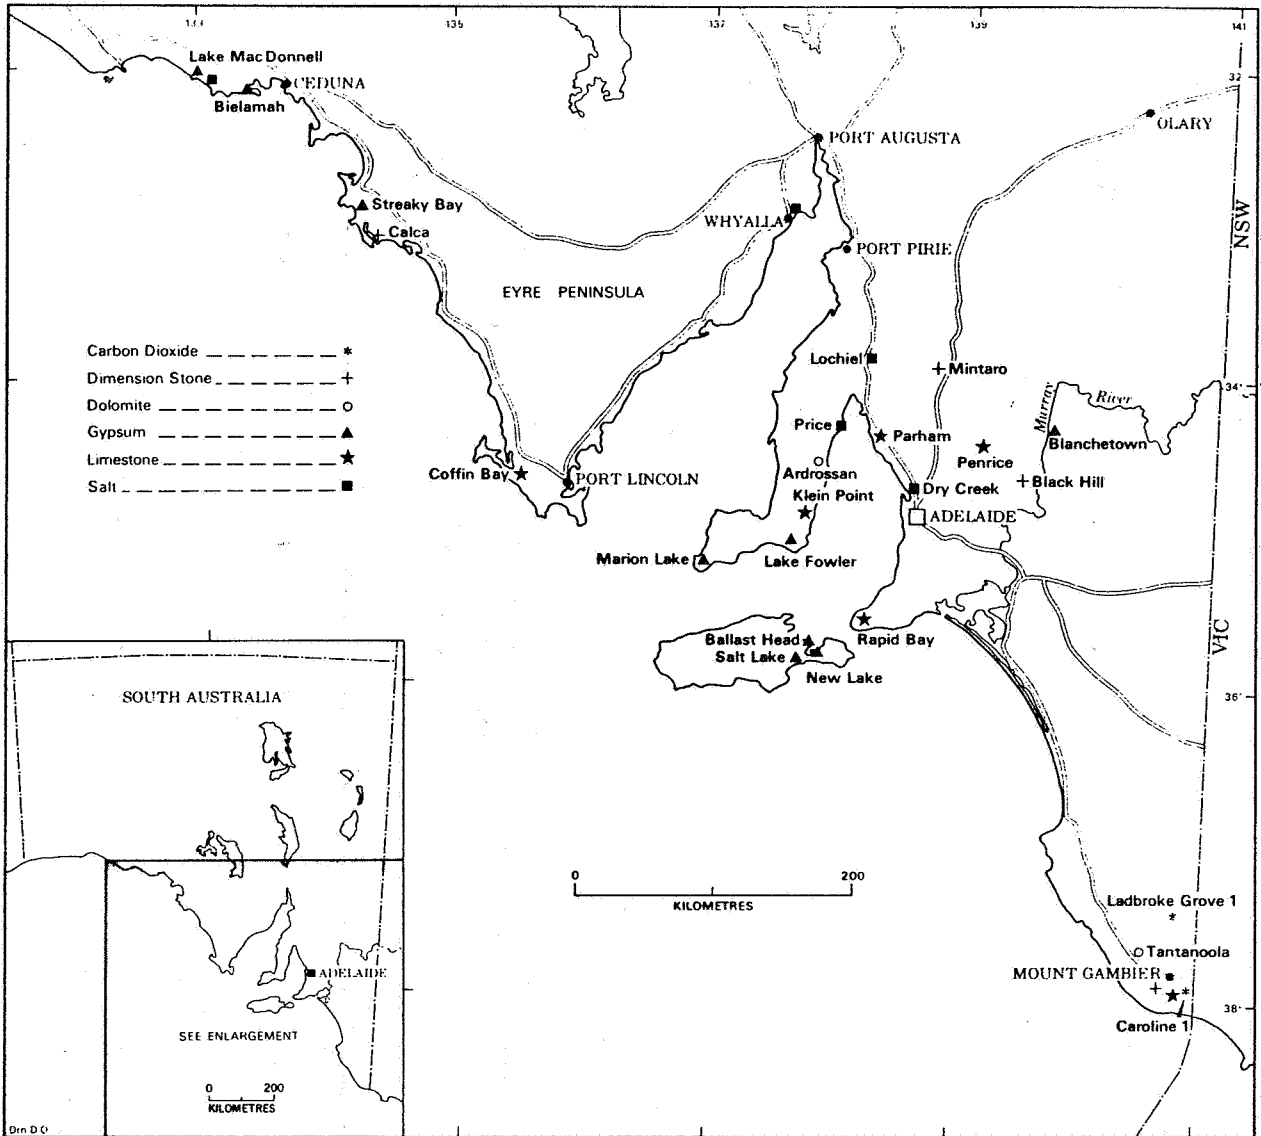 133
135
137
139
141
Lake MacDonnell
CEDUNA
Bielamah
32°
OLARY
PORT AUGUSTA
Streaky Bay
WHYALLA
Calca
NSW
PORT PIRIE
EYRE PENINSULA
Carbon Dioxide
Dimension Stone
Dolomite
Gypsum
Limestone
Salt
Lochiel
Mintaro
34°
Murray River
Price
Parham
Blanchetown
Penrice
Ardrossan
Coffin Bay
PORT LINCOLN
Black Hill
Klein Point
Dry Creek
ADELAIDE
Marion Lake
Lake Fowler
VIC
Ballast Head
Rapid Bay
Salt Lake
New Lake
36°
0 200
KILOMETRES
Ladbroke Grove 1
Tantanoola
MOUNT GAMBIER
38°
Caroline 1
SOUTH AUSTRALIA
ADELAIDE
SEE ENLARGEMENT
0 200
KILOMETRES
Drn D O